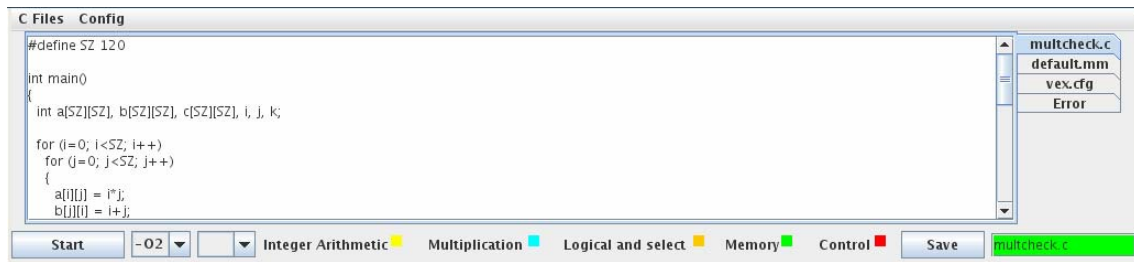 C Files Config
#define SZ 120
int main()
{
int a[SZ][SZ], b[SZ][SZ], c[SZ][SZ], i, j, k;
for (i=0; i<SZ; i++)
for (j=0; j<SZ; j++)
{
a[i][j] = i*j;
b[j][i] = i+j;
multcheck.c
default.mm
vex.cfg
Error
Start -O2 Integer Arithmetic Multiplication Logical and select Memory Control Save multcheck.c